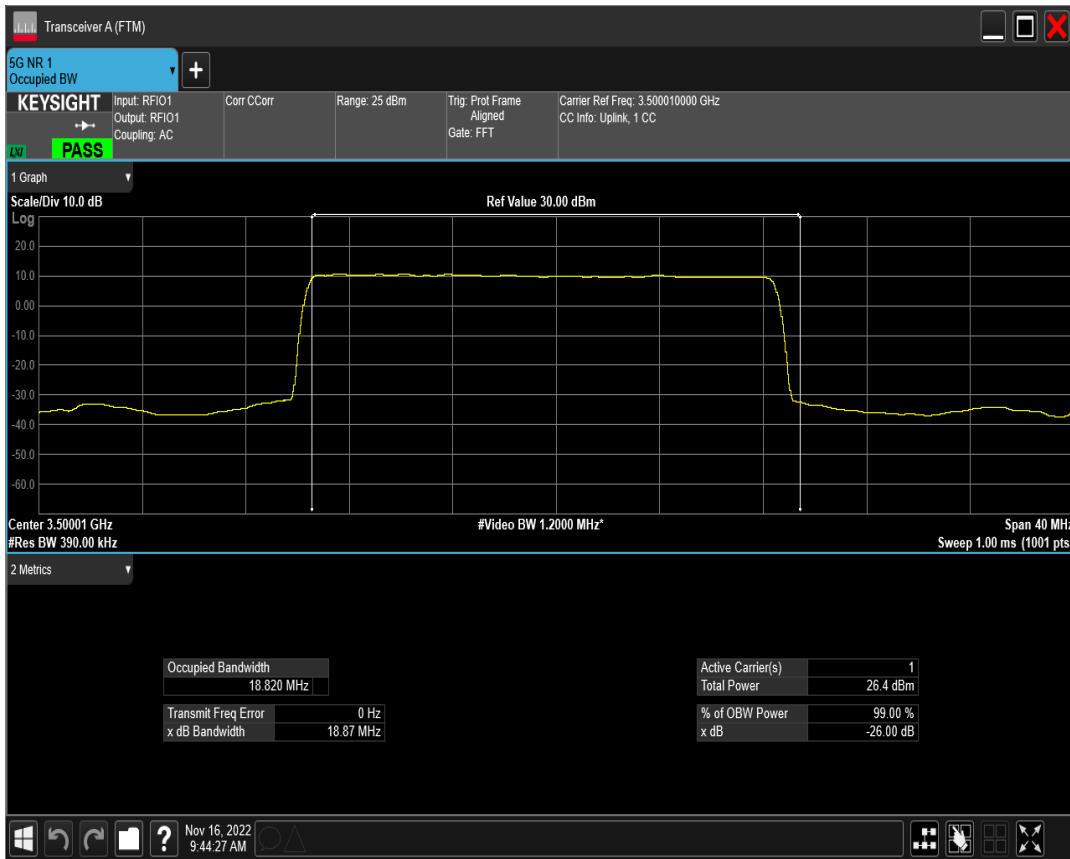 Transceiver A (FTM)
5G NR 1
Occupied BW
+
KEYSIGHT
LXI
PASS
Input: RFIO1
Output: RFIO1
Coupling: AC
Corr CCorr
Range: 25 dBm
Trig: Prot Frame
Aligned
Gate: FFT
Carrier Ref Freq: 3.500010000 GHz
CC Info: Uplink, 1 CC
1 Graph
Scale/Div 10.0 dB
Ref Value 30.00 dBm
Log
20.0
10.0
0.00
-10.0
-20.0
-30.0
-40.0
-50.0
-60.0
Center 3.50001 GHz
#Video BW 1.2000 MHz*
Span 40 MHz
#Res BW 390.00 kHz
Sweep 1.00 ms (1001 pts
2 Metrics
Occupied Bandwidth
18.820 MHz
Transmit Freq Error 0 Hz
x dB Bandwidth 18.87 MHz
Active Carrier(s) 1
Total Power 26.4 dBm
% of OBW Power 99.00 %
x dB -26.00 dB
?
Nov 16, 2022
9:44:27 AM